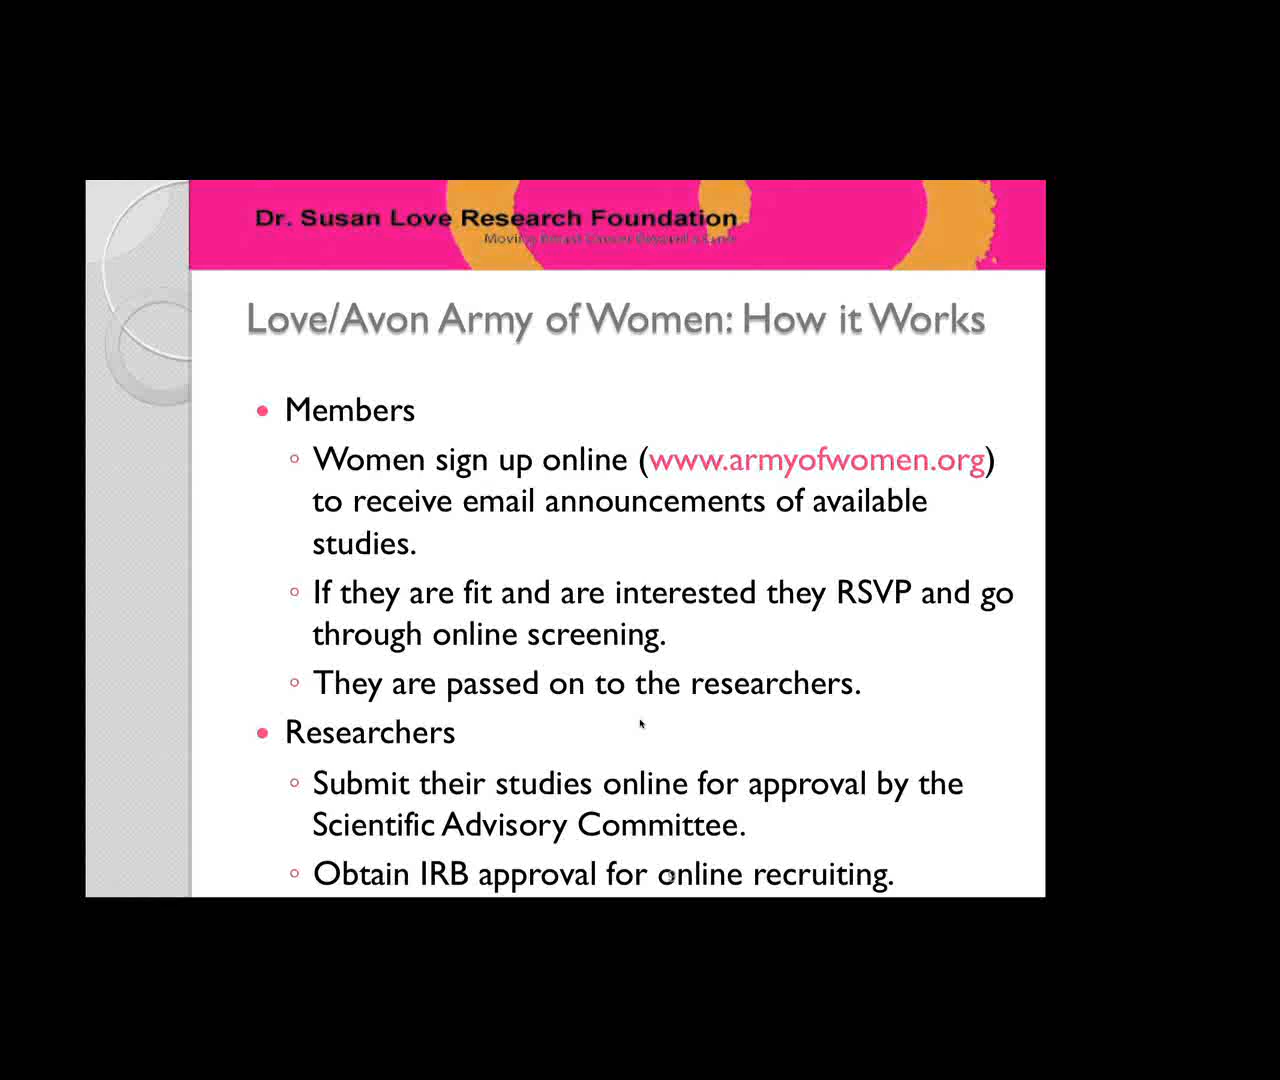 Dr. Susan Love Research Foundation
Moving Breast Cancer Research
Love/Avon Army of Women: How it Works
• Members
◦ Women sign up online (www.armyofwomen.org)
to receive email announcements of available
studies.
◦ If they are fit and are interested they RSVP and go
through online screening.
◦ They are passed on to the researchers.
• Researchers
◦ Submit their studies online for approval by the
Scientific Advisory Committee.
◦ Obtain IRB approval for online recruiting.